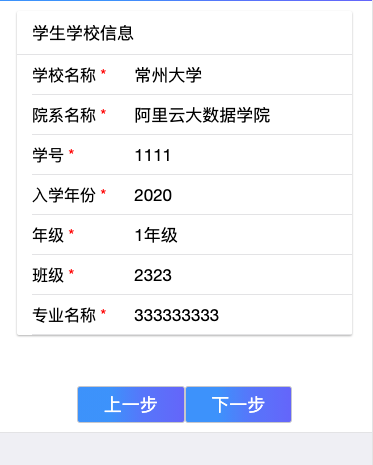 学生学校信息
学校名称 * 常州大学
院系名称 * 阿里云大数据学院
学号 * 1111
入学年份 * 2020
年级 * 1年级
班级 * 2323
专业名称 * 333333333
上一步 下一步